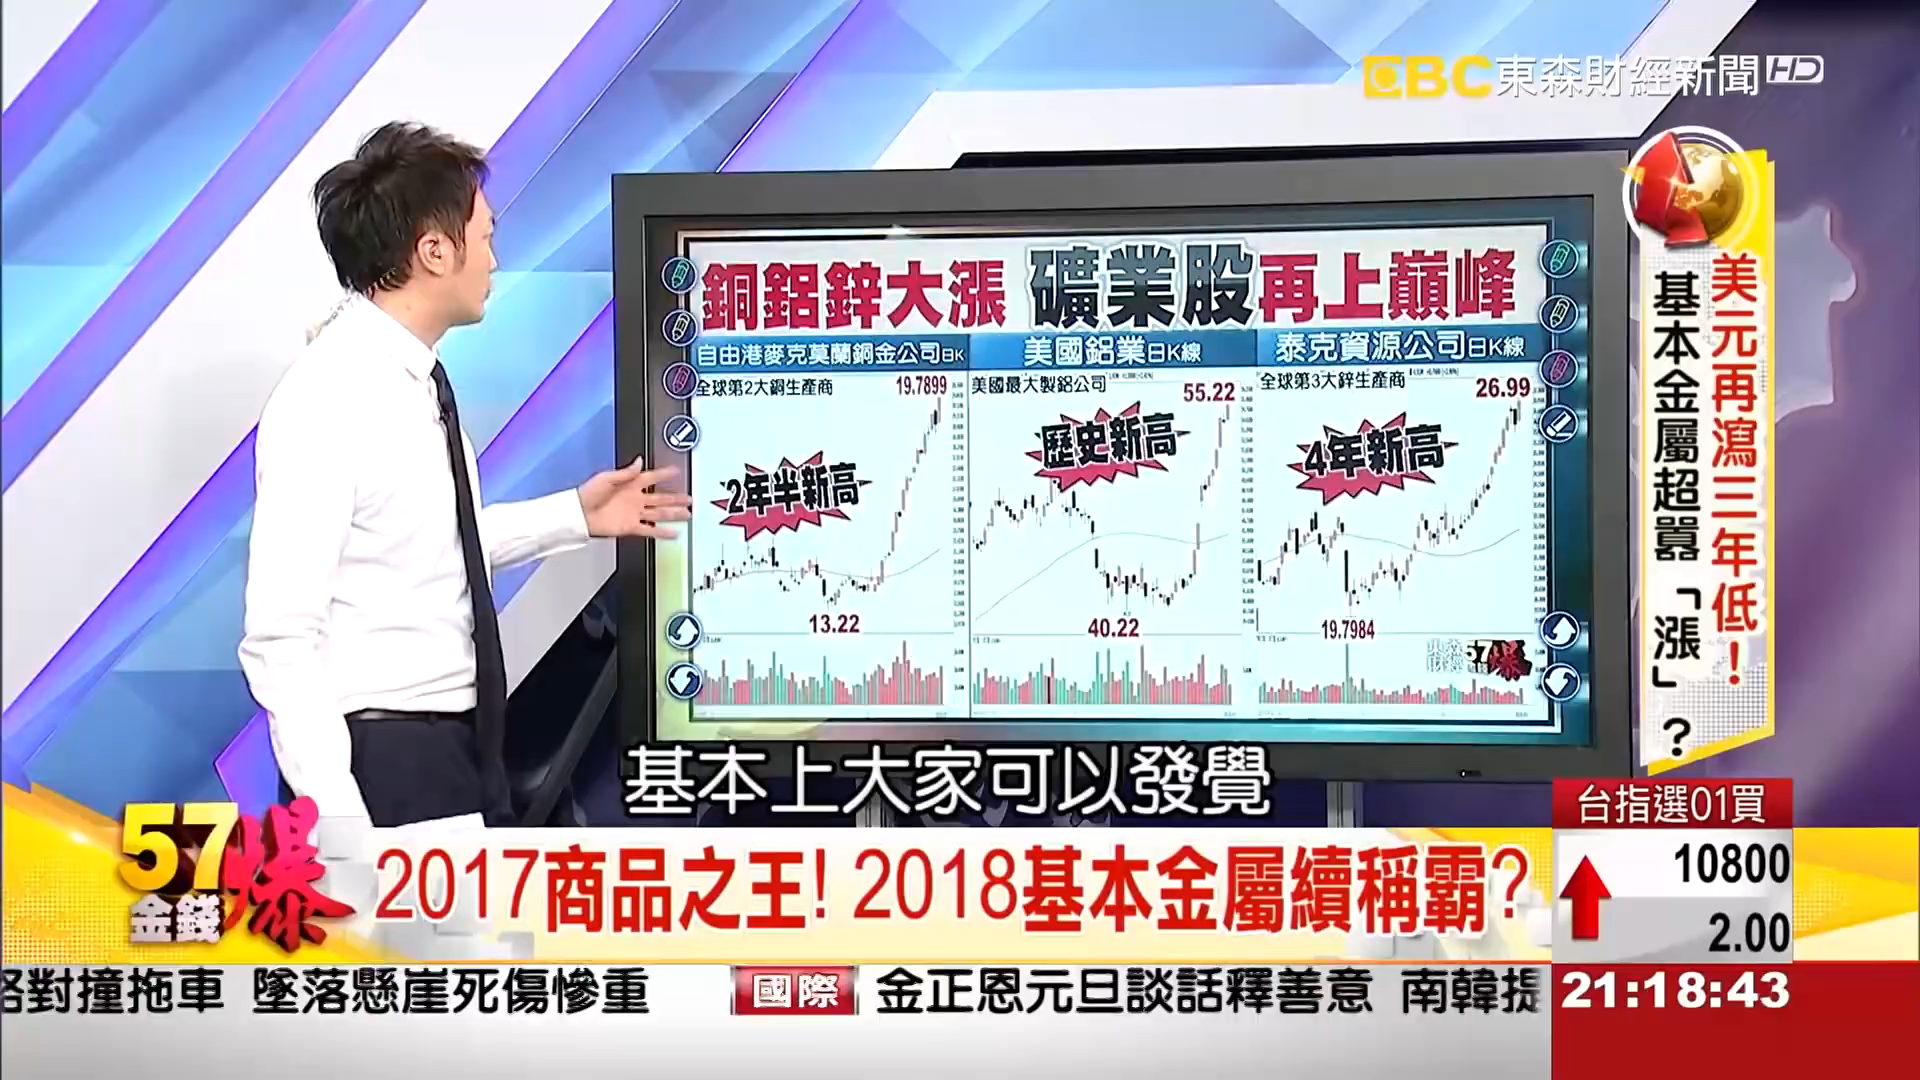 EBC東森財經新聞HD
美元再瀉三年低！
基本金屬超囂「漲」？
銅鋁鋅大漲 礦業股再上巔峰
自由港麥克莫蘭銅金公司日K
美國鋁業日K線
泰克資源公司日K線
全球第2大銅生產商
19.7899
美國最大製鋁公司
55.22
全球第3大鋅生產商
26.99
2年半新高
歷史新高
4年新高
13.22
40.22
19.7984
東森財經 57爆
基本上大家可以發覺
57爆金錢
2017商品之王! 2018基本金屬續稱霸?
台指選01買
10800
2.00
路對撞拖車 墜落懸崖死傷慘重 國際 金正恩元旦談話釋善意 南韓提
21:18:43